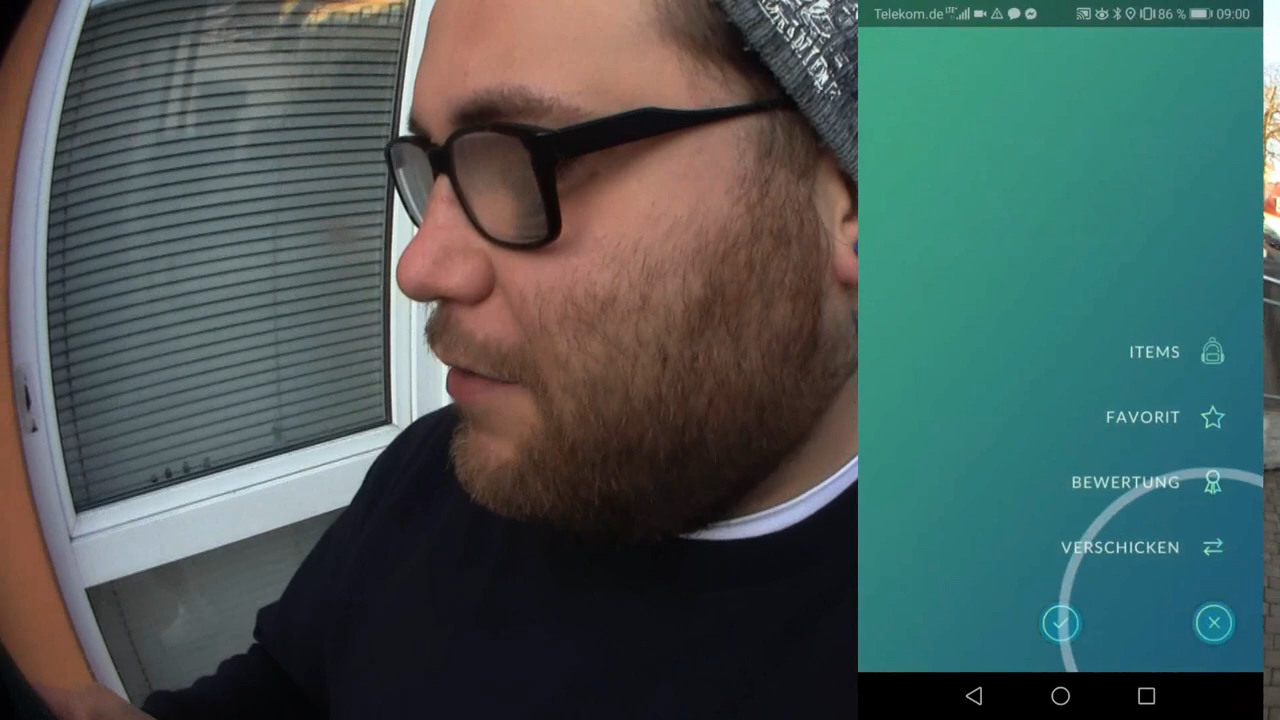 Telekom.de 86 % 09:00
ITEMS
FAVORIT
BEWERTUNG
VERSCHICKEN